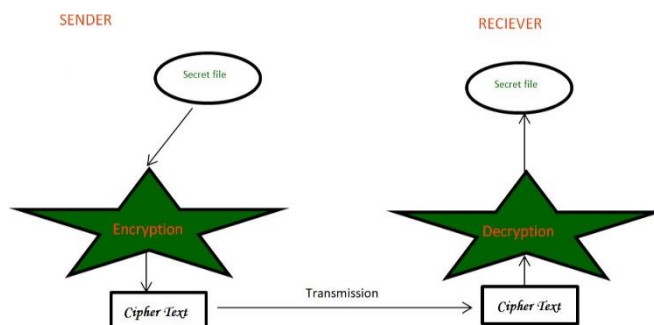 SENDER
RECIEVER
Secret file
Secret file
Encryption
Decryption
Transmission
Cipher Text
Cipher Text